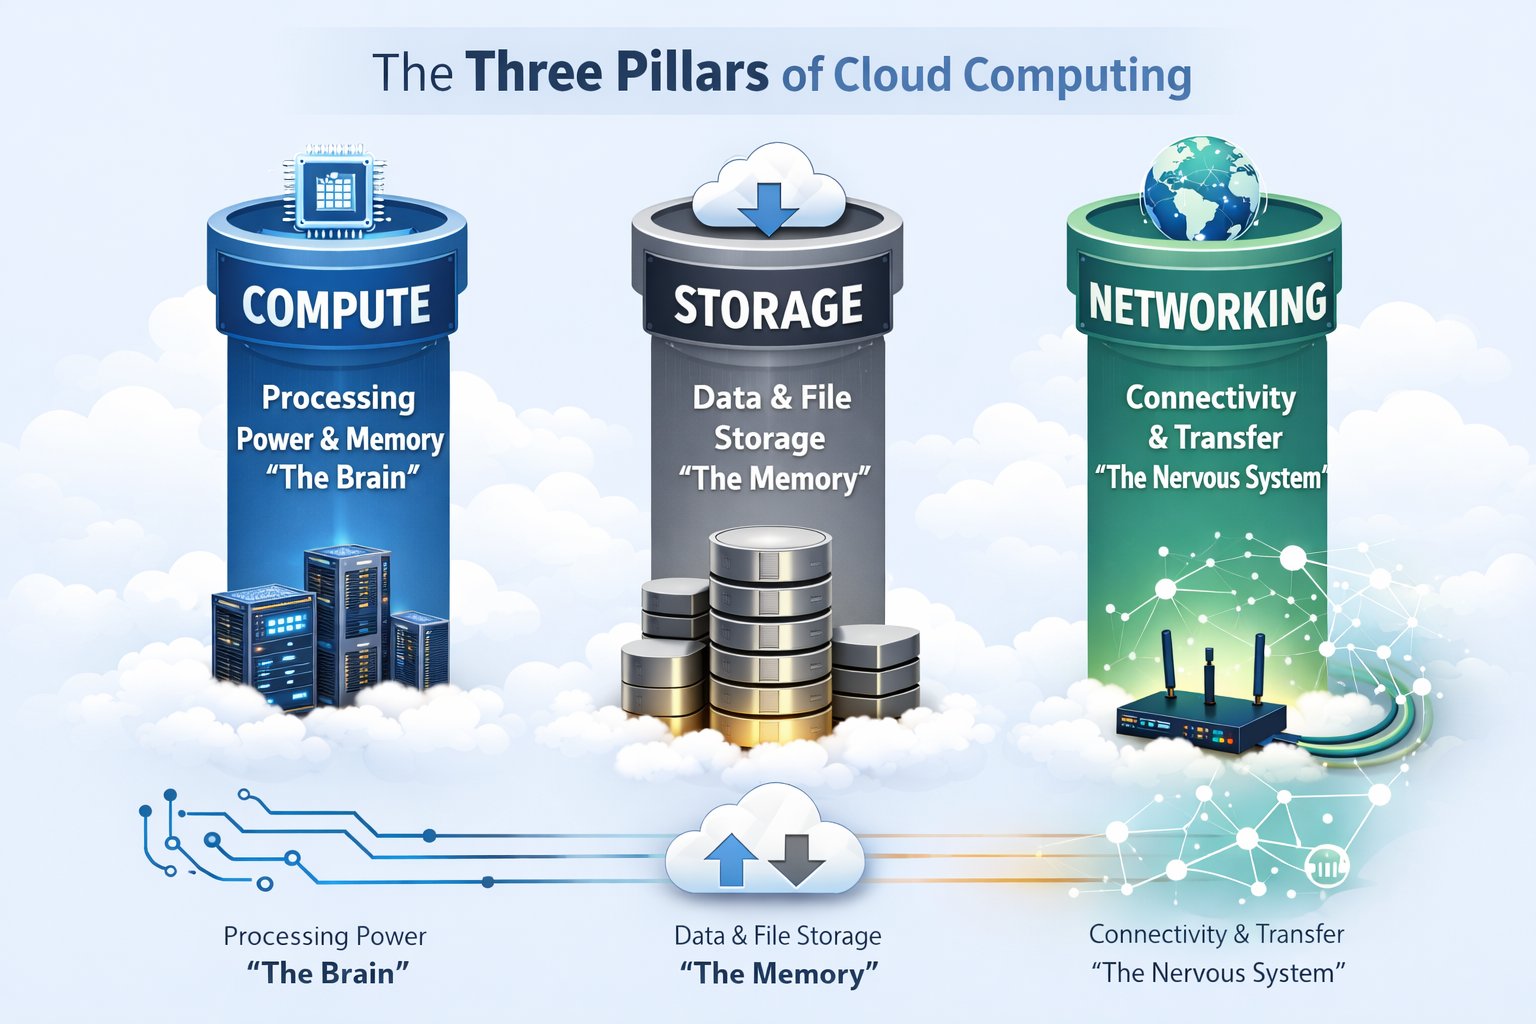 The Three Pillars of Cloud Computing
COMPUTE
Processing
Power & Memory
“The Brain”
STORAGE
Data & File
Storage
“The Memory”
NETWORKING
Connectivity
& Transfer
“The Nervous System”
Processing Power
“The Brain”
Data & File Storage
“The Memory”
Connectivity & Transfer
“The Nervous System”